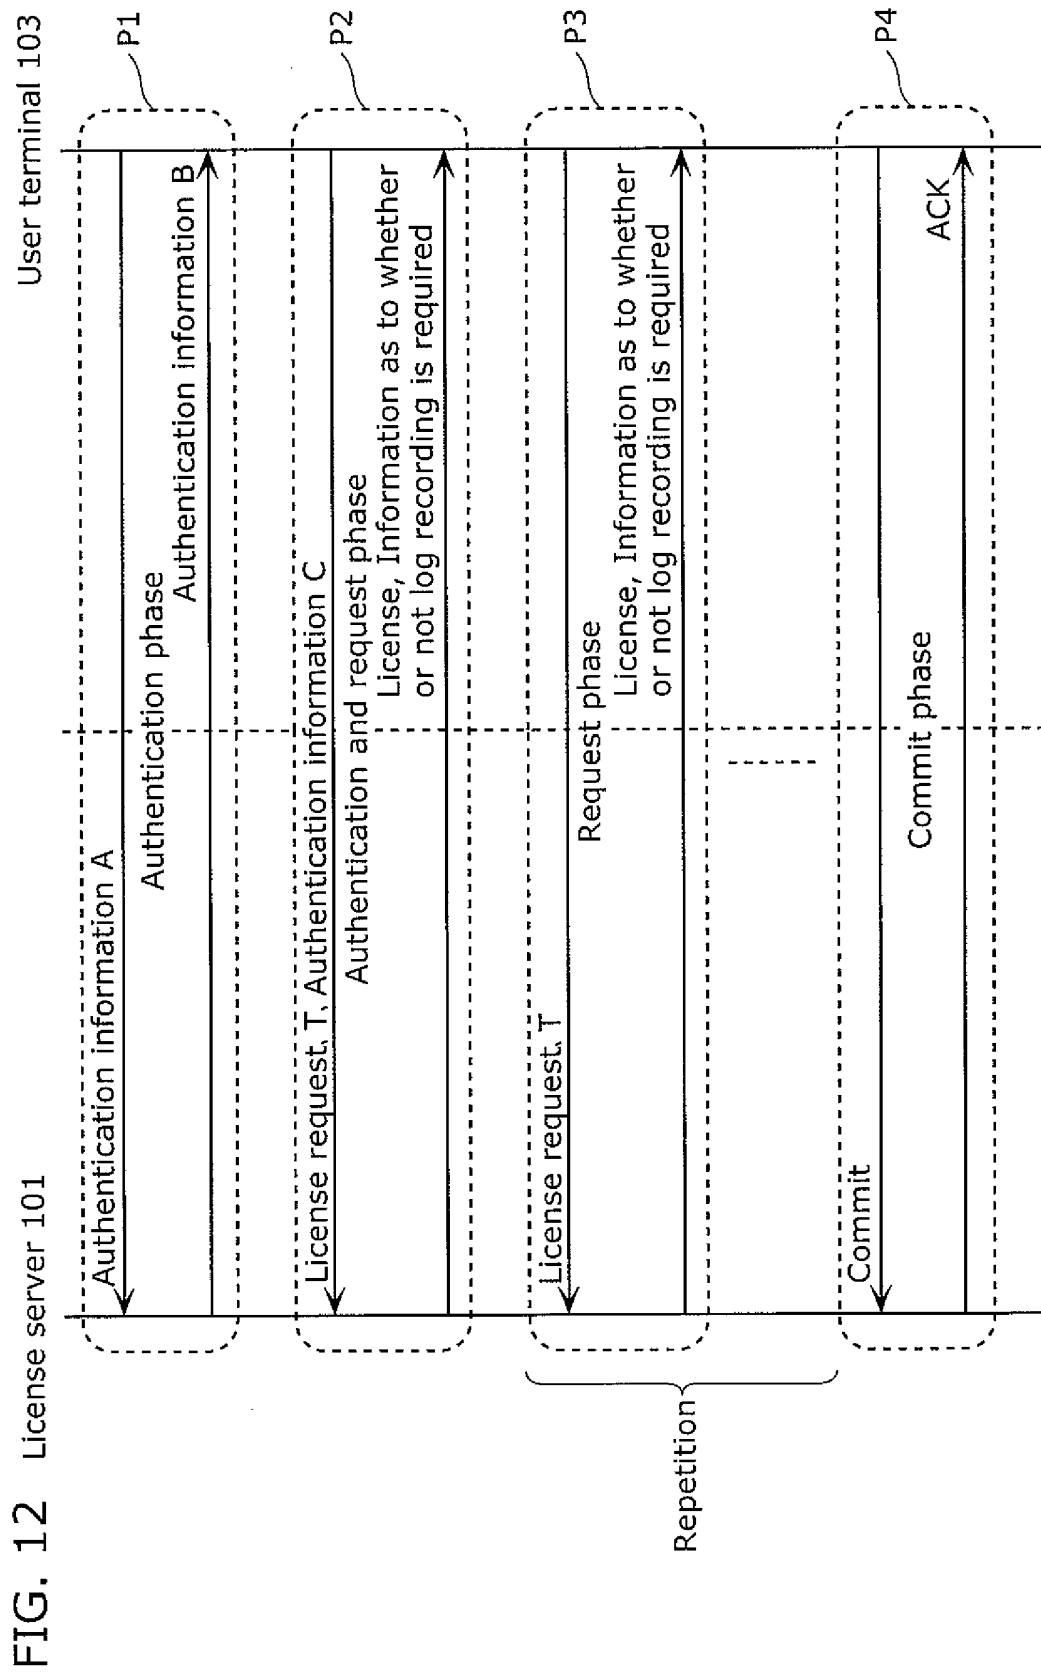 FIG. 12
License server 101
User terminal 103
Authentication information A
P1
Authentication phase
Authentication information B
License request, T, Authentication information C
P2
Authentication and request phase
License, Information as to whether
or not log recording is required
License request, T
P3
Request phase
License, Information as to whether
or not log recording is required
Repetition
Commit
P4
Commit phase
ACK